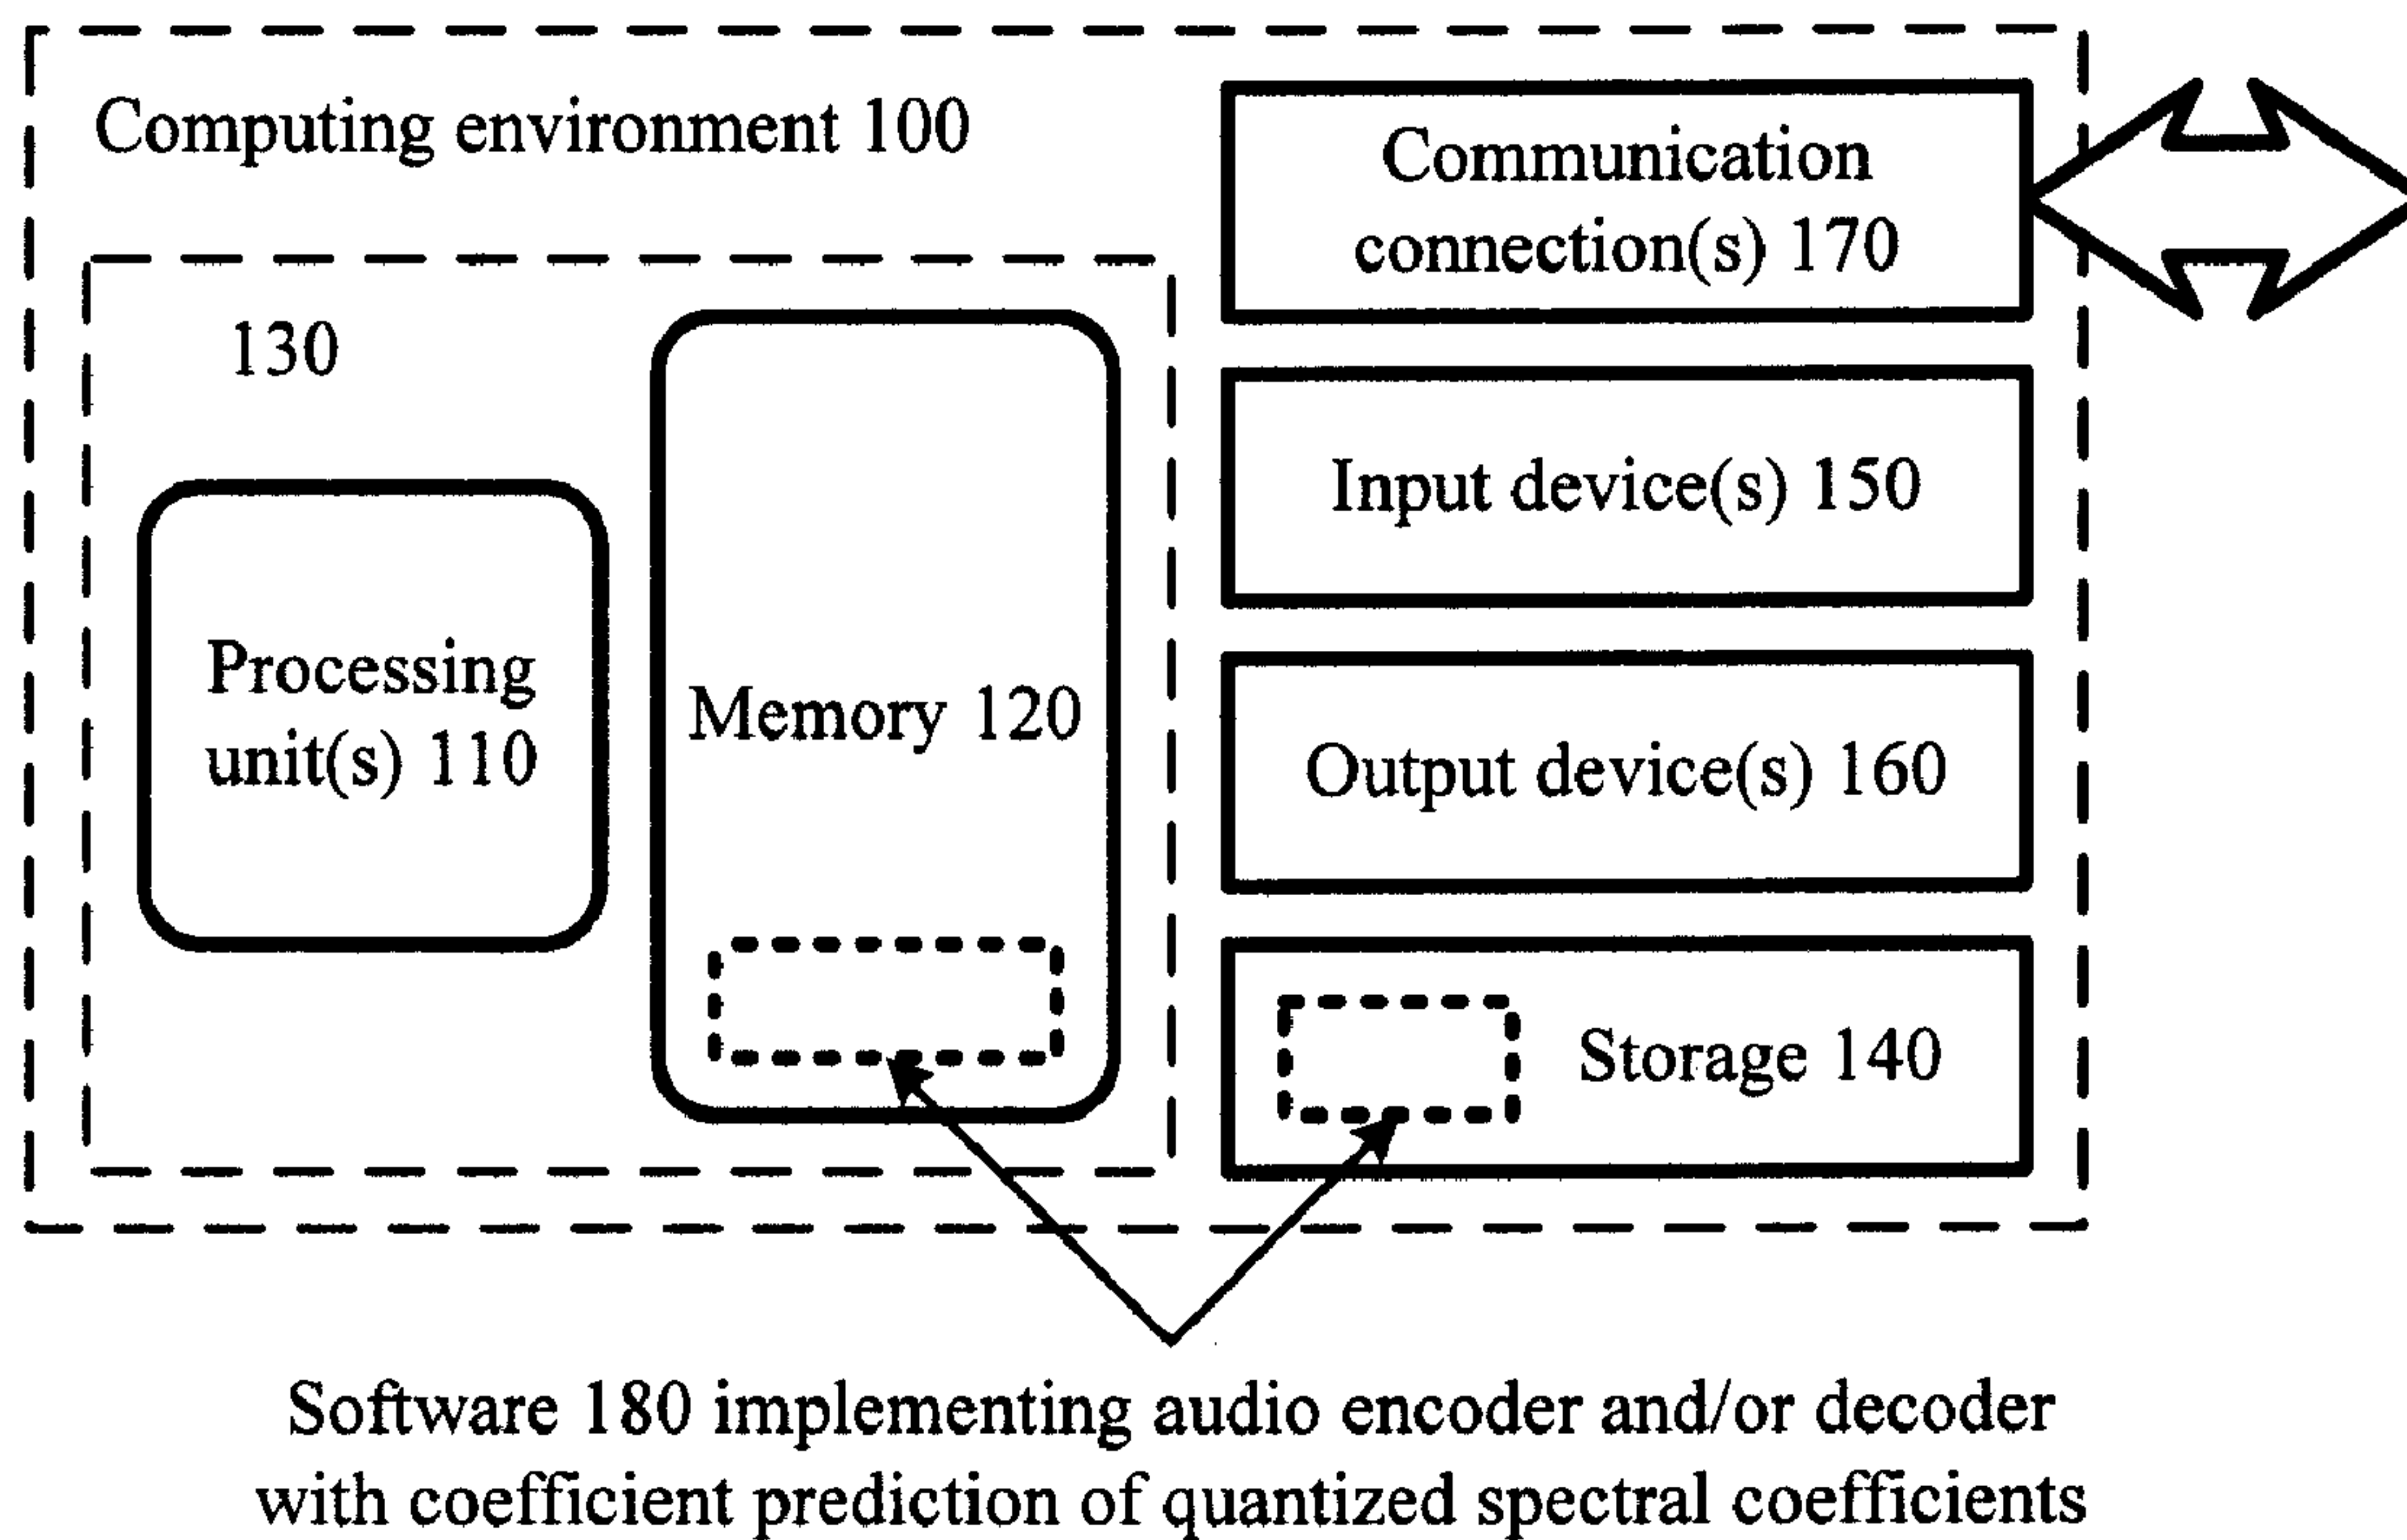 Computing environment 100
130
Processing
unit(s) 110
Memory 120
Communication
connection(s) 170
Input device(s) 150
Output device(s) 160
Storage 140
Software 180 implementing audio encoder and/or decoder
with coefficient prediction of quantized spectral coefficients